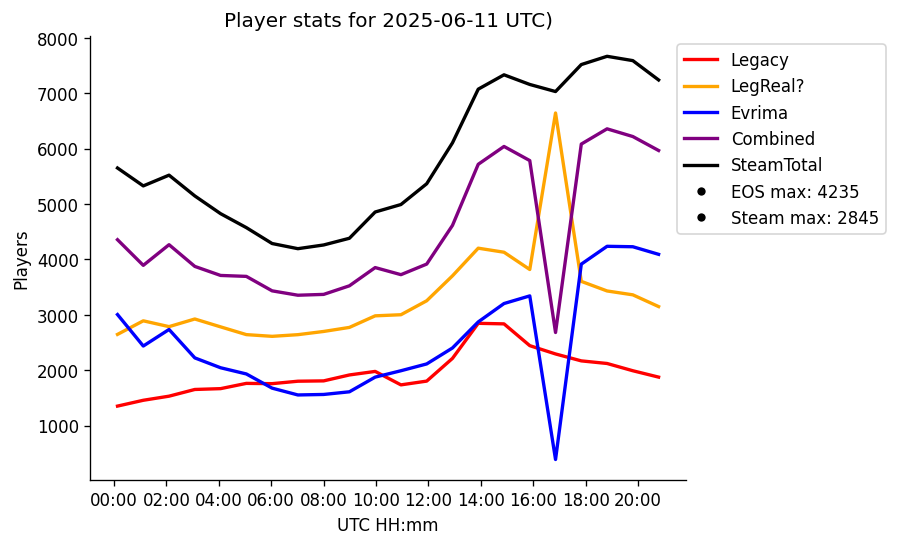 Player stats for 2025-06-11 UTC)
8000
7000
6000
5000
4000
3000
2000
1000
Players
00:00 02:00 04:00 06:00 08:00 10:00 12:00 14:00 16:00 18:00 20:00
UTC HH:mm
Legacy
LegReal?
Evrima
Combined
SteamTotal
EOS max: 4235
Steam max: 2845